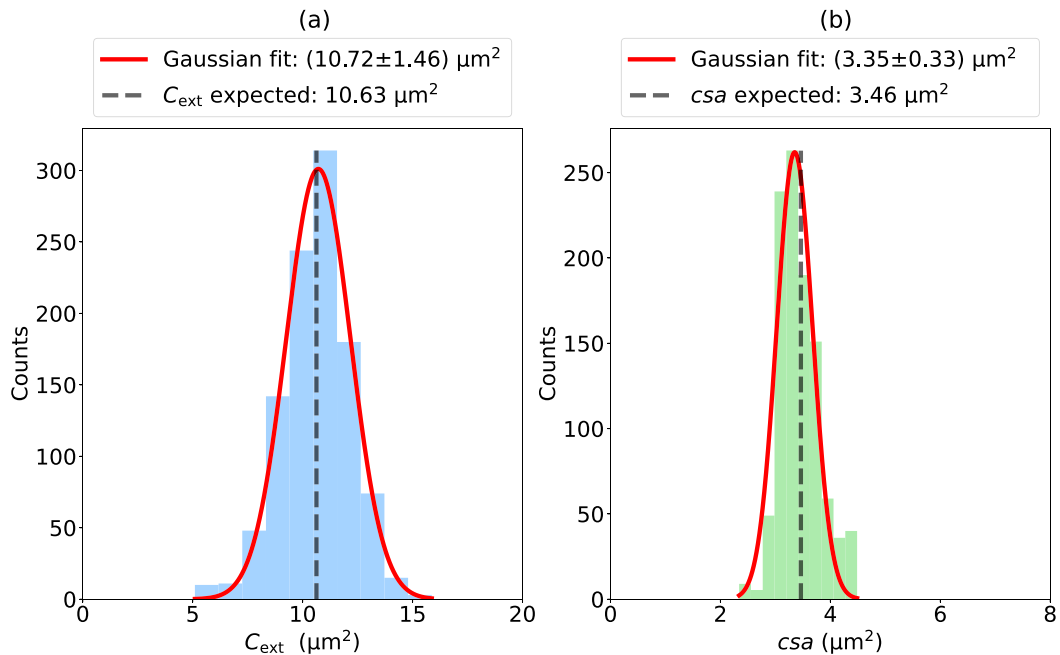 (a)
Gaussian fit: (10.72±1.46) µm²
C_ext expected: 10.63 µm²
300
250
200
150
100
50
0
Counts
0 5 10 15 20
C_ext (µm²)
(b)
Gaussian fit: (3.35±0.33) µm²
csa expected: 3.46 µm²
250
200
150
100
50
0
Counts
0 2 4 6 8
csa (µm²)